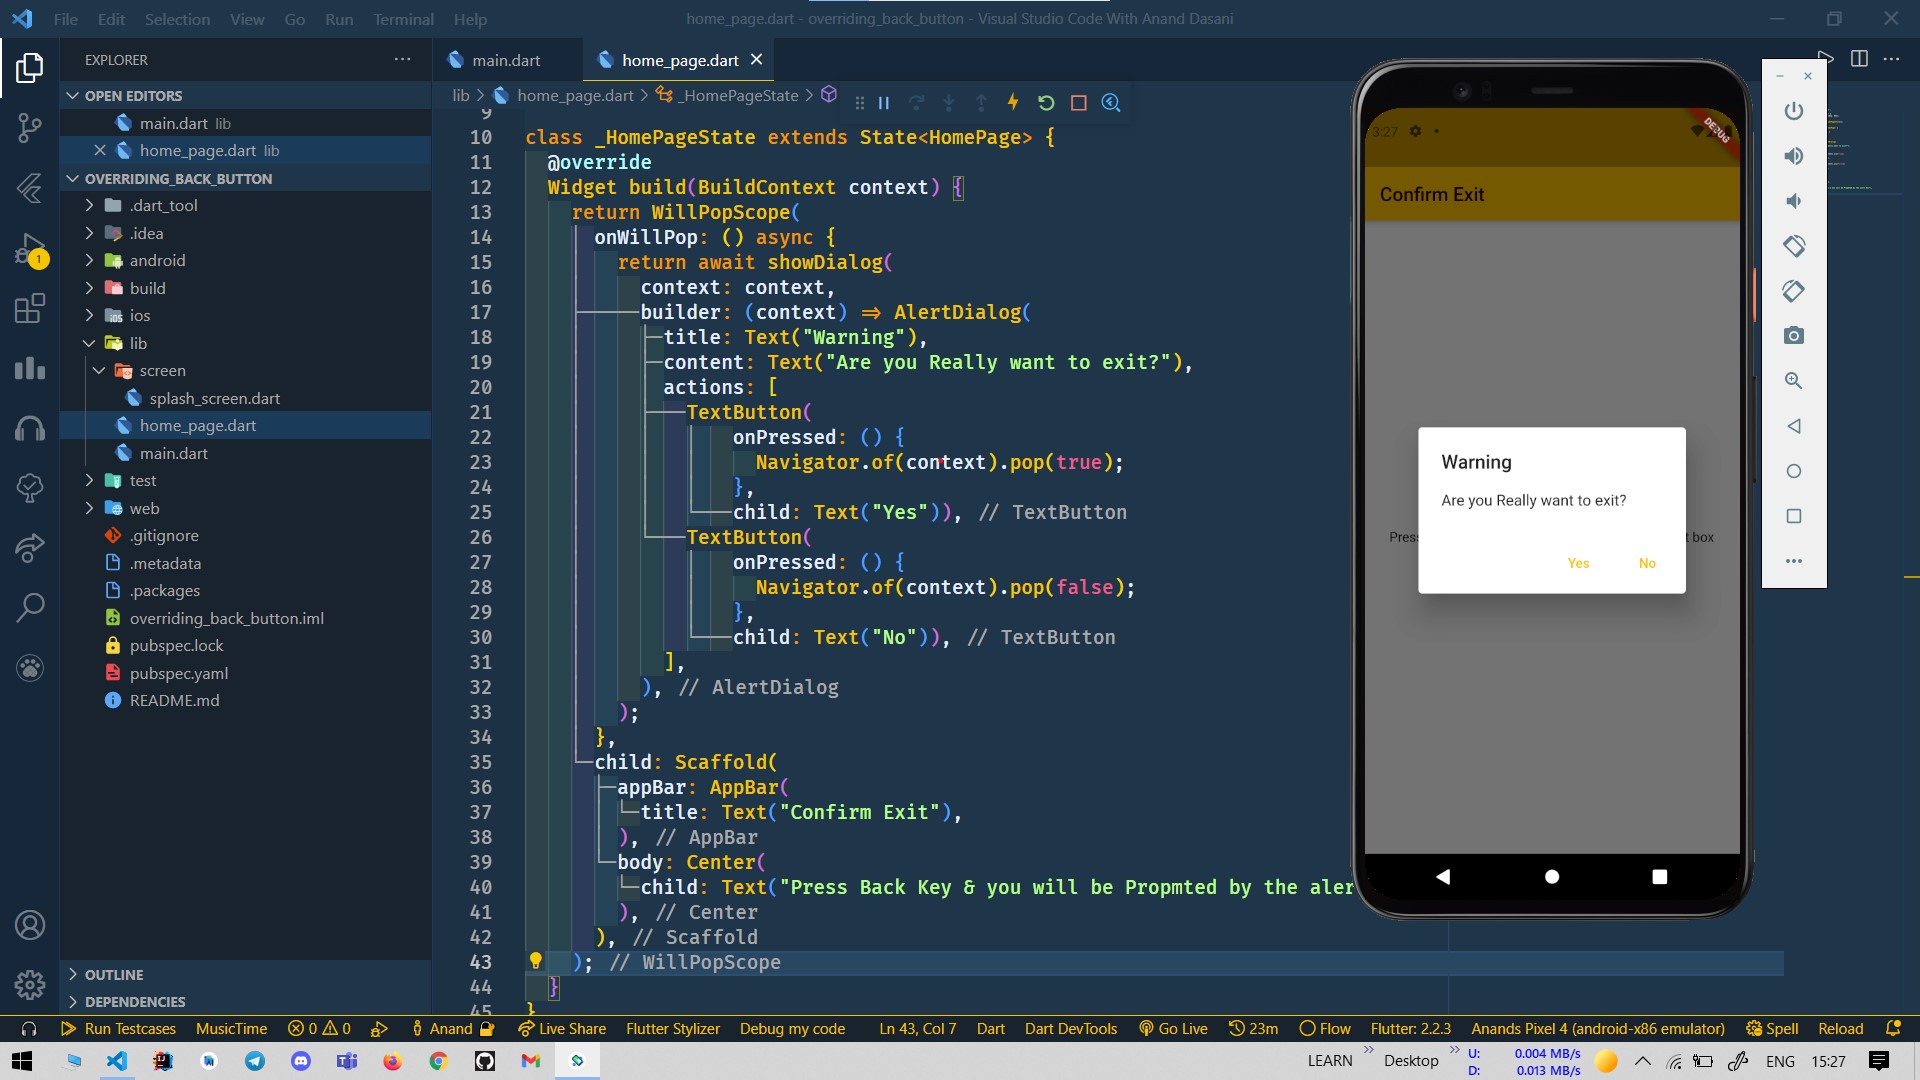 File Edit Selection View Go Run Terminal Help
home_page.dart - overriding_back_button - Visual Studio Code With Anand Dasani
EXPLORER
OPEN EDITORS
main.dart lib
home_page.dart lib
OVERRIDING_BACK_BUTTON
.dart_tool
.idea
android
build
ios
lib
screen
splash_screen.dart
home_page.dart
main.dart
test
web
.gitignore
.metadata
.packages
overriding_back_button.iml
pubspec.lock
pubspec.yaml
README.md
OUTLINE
DEPENDENCIES
1
main.dart
home_page.dart
lib > home_page.dart > _HomePageState >
9
10 class _HomePageState extends State<HomePage> {
11 @override
12 Widget build(BuildContext context) {
13 return WillPopScope(
14 onWillPop: () async {
15 return await showDialog(
16 context: context,
17 builder: (context) => AlertDialog(
18 title: Text("Warning"),
19 content: Text("Are you Really want to exit?"),
20 actions: [
21 TextButton(
22 onPressed: () {
23 Navigator.of(context).pop(true);
24 },
25 child: Text("Yes")), // TextButton
26 TextButton(
27 onPressed: () {
28 Navigator.of(context).pop(false);
29 },
30 child: Text("No")), // TextButton
31 ],
32 ), // AlertDialog
33 );
34 },
35 child: Scaffold(
36 appBar: AppBar(
37 title: Text("Confirm Exit"),
38 ), // AppBar
39 body: Center(
40 child: Text("Press Back Key & you will be Propmted by the aler
41 ), // Center
42 ), // Scaffold
43 ); // WillPopScope
44 }
45 }
3:27
DEBUG
Confirm Exit
Warning
Are you Really want to exit?
Pres
t box
Yes No
Run Testcases MusicTime 0 0 Anand Live Share Flutter Stylizer Debug my code Ln 43, Col 7 Dart Dart DevTools Go Live 23m Flow Flutter: 2.2.3 Anands Pixel 4 (android-x86 emulator) Spell Reload
LEARN Desktop U: 0.004 MB/s
D: 0.013 MB/s
ENG 15:27